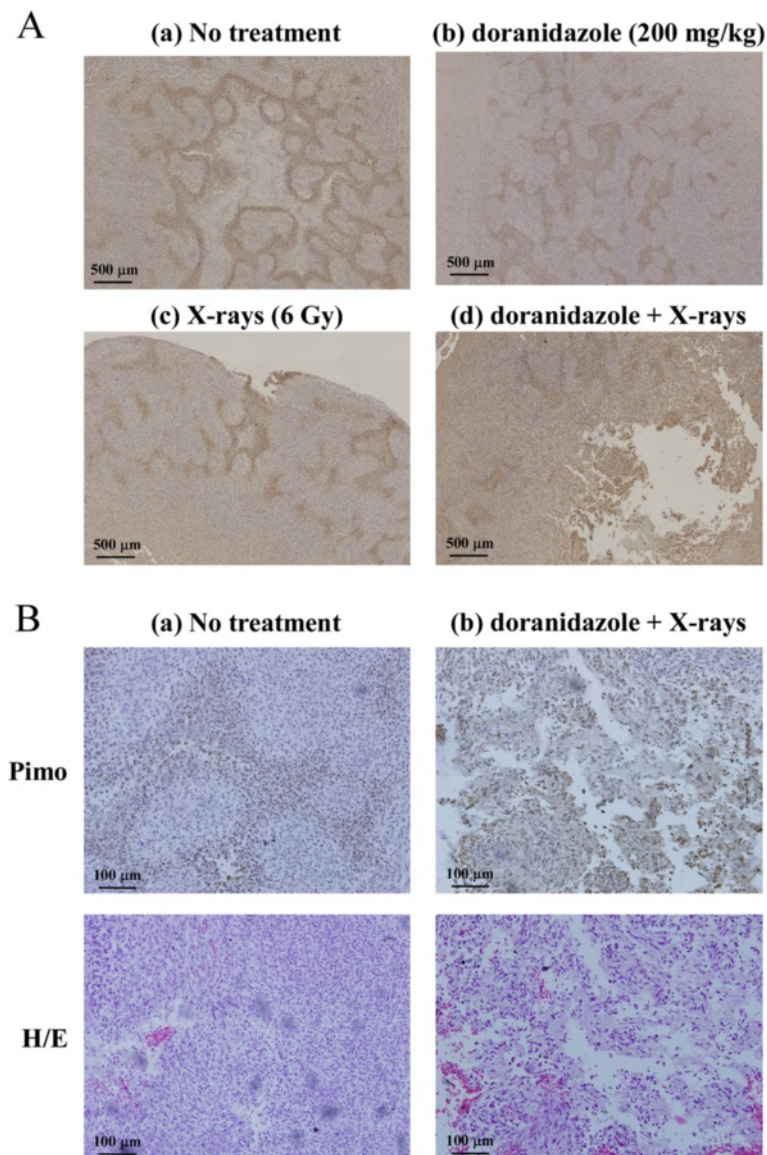 A
(a) No treatment
(b) doranidazole (200 mg/kg)
500 μm
500 μm
(c) X-rays (6 Gy)
(d) doranidazole + X-rays
500 μm
500 μm
B
(a) No treatment
(b) doranidazole + X-rays
Pimo
100 μm
100 μm
H/E
100 μm
100 μm